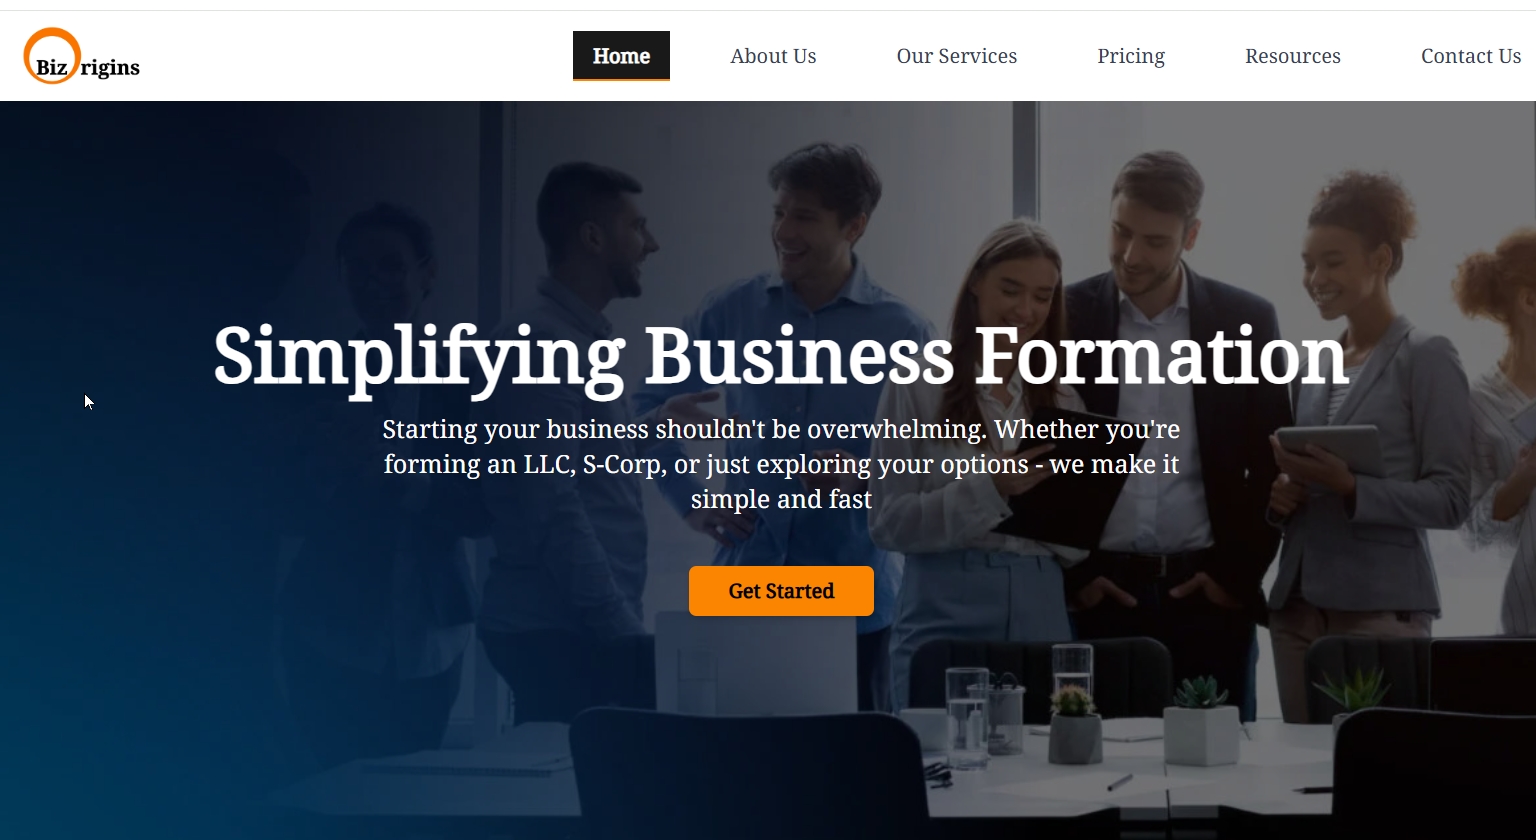 Biz rigins
Home
About Us
Our Services
Pricing
Resources
Contact Us
Simplifying Business Formation
Starting your business shouldn't be overwhelming. Whether you're
forming an LLC, S-Corp, or just exploring your options - we make it
simple and fast
Get Started